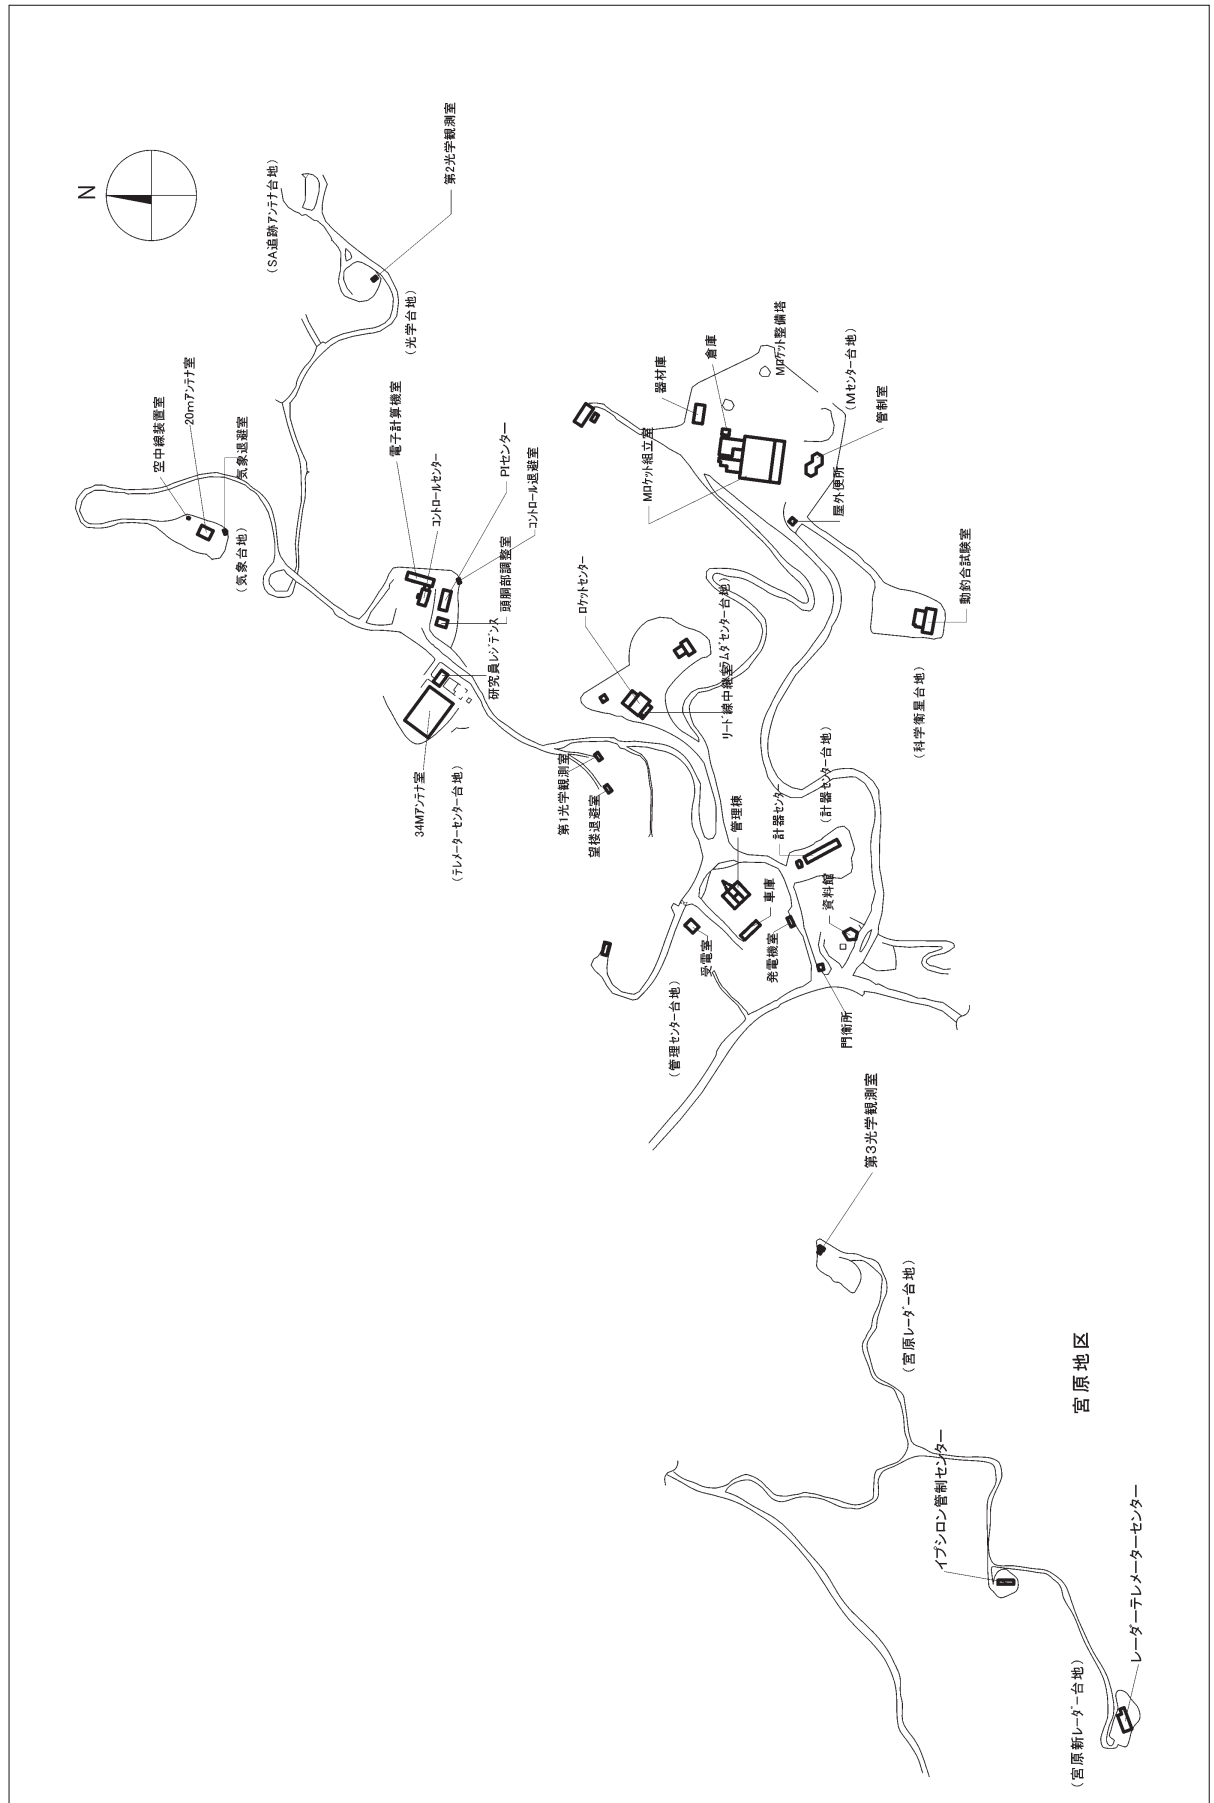 N
(SA追跡アンテナ台地)
第2光学観測室
(光学台地)
空中線装置室
20mアンテナ室
気象退避室
(気象台地)
電子計算機室
コントロールセンター
PIセンター
コントロール退避室
頭胴部調整室
研究員レジデンス
34Mアンテナ室
(テレメーターセンター台地)
器材庫
倉庫
Mロケット整備塔
Mロケット組立室
(Mセンター台地)
管制室
屋外便所
動釣合試験室
(科学衛星台地)
ロケットセンター
(ラムダセンター台地)
リード線中継室
第1光学観測室
望楼退避室
管理棟
計器センター
(計器センター台地)
車庫
資料館
発電機室
受電室
(管理センター台地)
門衛所
第3光学観測室
(宮原レーダー台地)
宮原地区
イプシロン管制センター
レーダーテレメーターセンター
(宮原新レーダー台地)